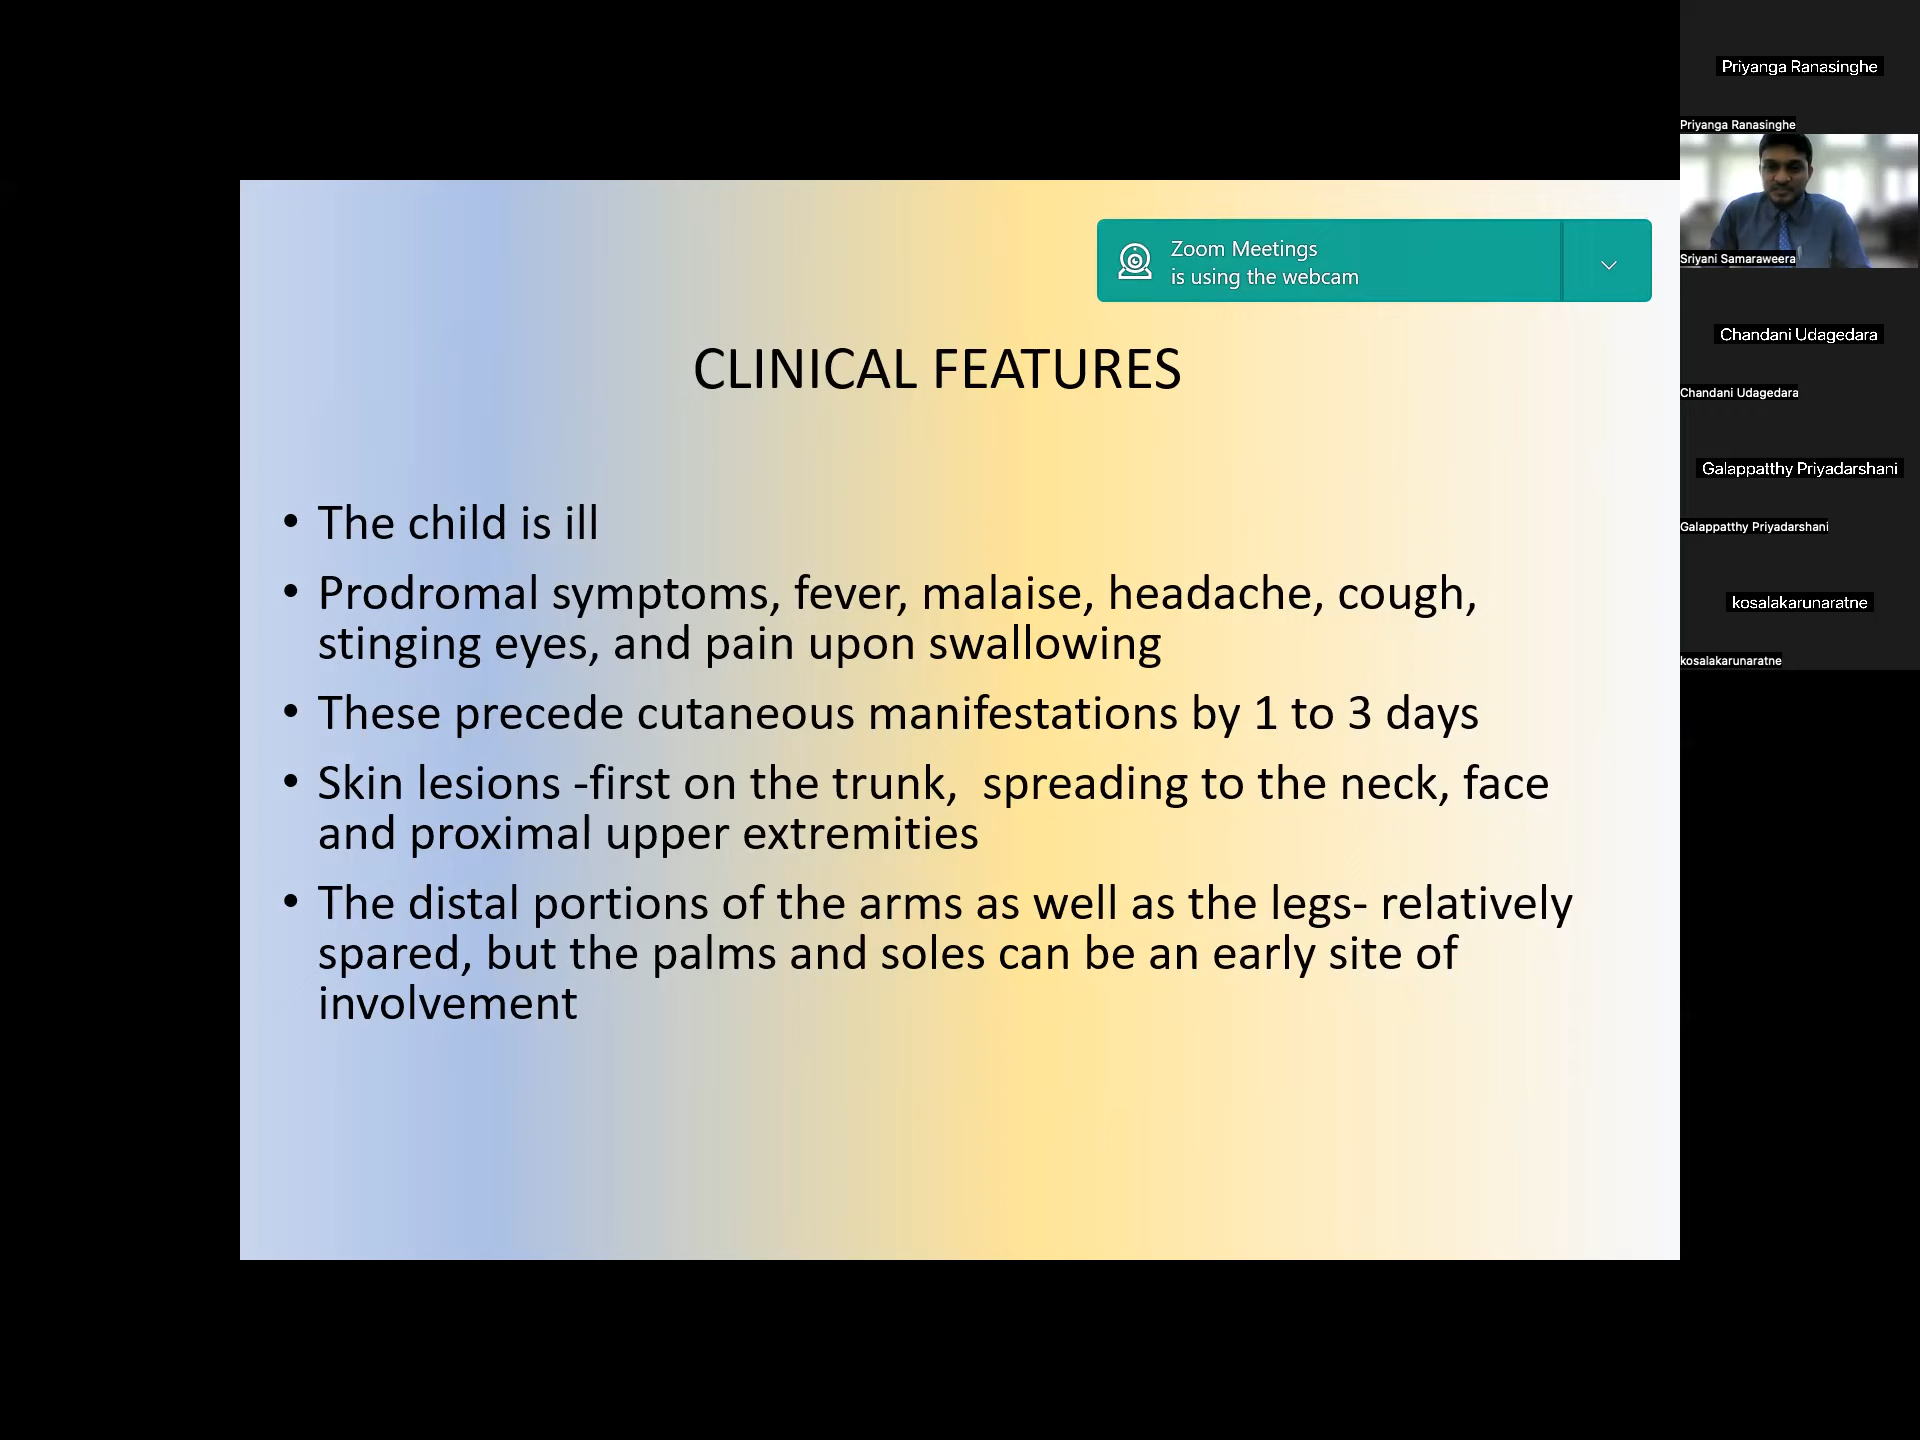 Zoom Meetings
is using the webcam
CLINICAL FEATURES
• The child is ill
• Prodromal symptoms, fever, malaise, headache, cough,
stinging eyes, and pain upon swallowing
• These precede cutaneous manifestations by 1 to 3 days
• Skin lesions -first on the trunk,  spreading to the neck, face
and proximal upper extremities
• The distal portions of the arms as well as the legs- relatively
spared, but the palms and soles can be an early site of
involvement
Priyanga Ranasinghe
Priyanga Ranasinghe
Sriyani Samaraweera
Chandani Udagedara
Chandani Udagedara
Galappatthy Priyadarshani
Galappatthy Priyadarshani
kosalakarunaratne
kosalakarunaratne